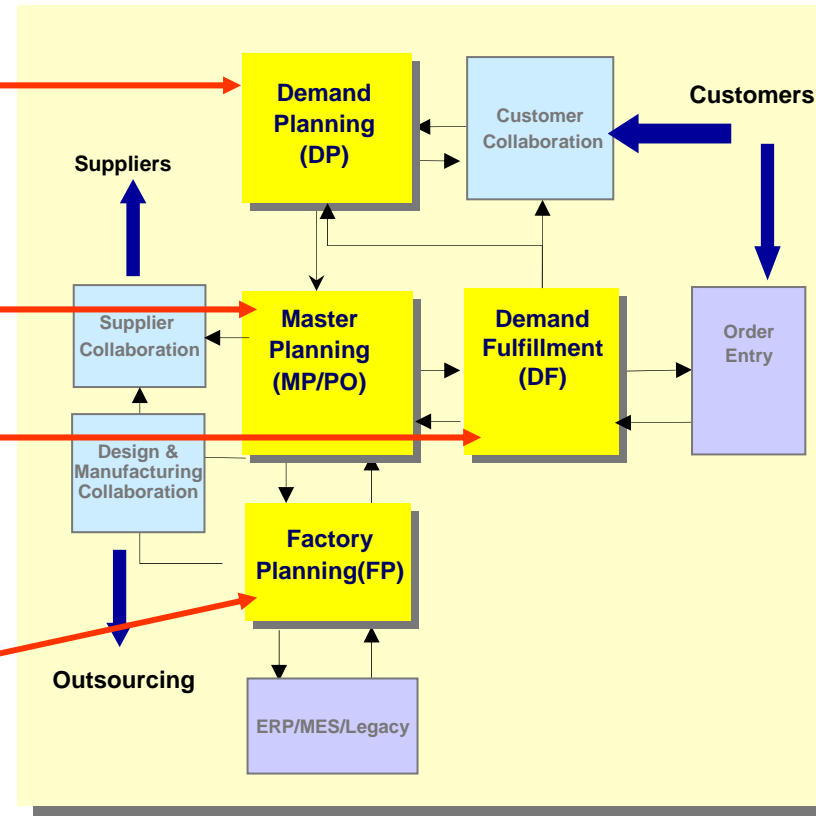 Demand
Planning
(DP)
Customer
Collaboration
Customers
Suppliers
Supplier
Collaboration
Master
Planning
(MP/PO)
Demand
Fulfillment
(DF)
Order
Entry
Design &
Manufacturing
Collaboration
Factory
Planning(FP)
Outsourcing
ERP/MES/Legacy